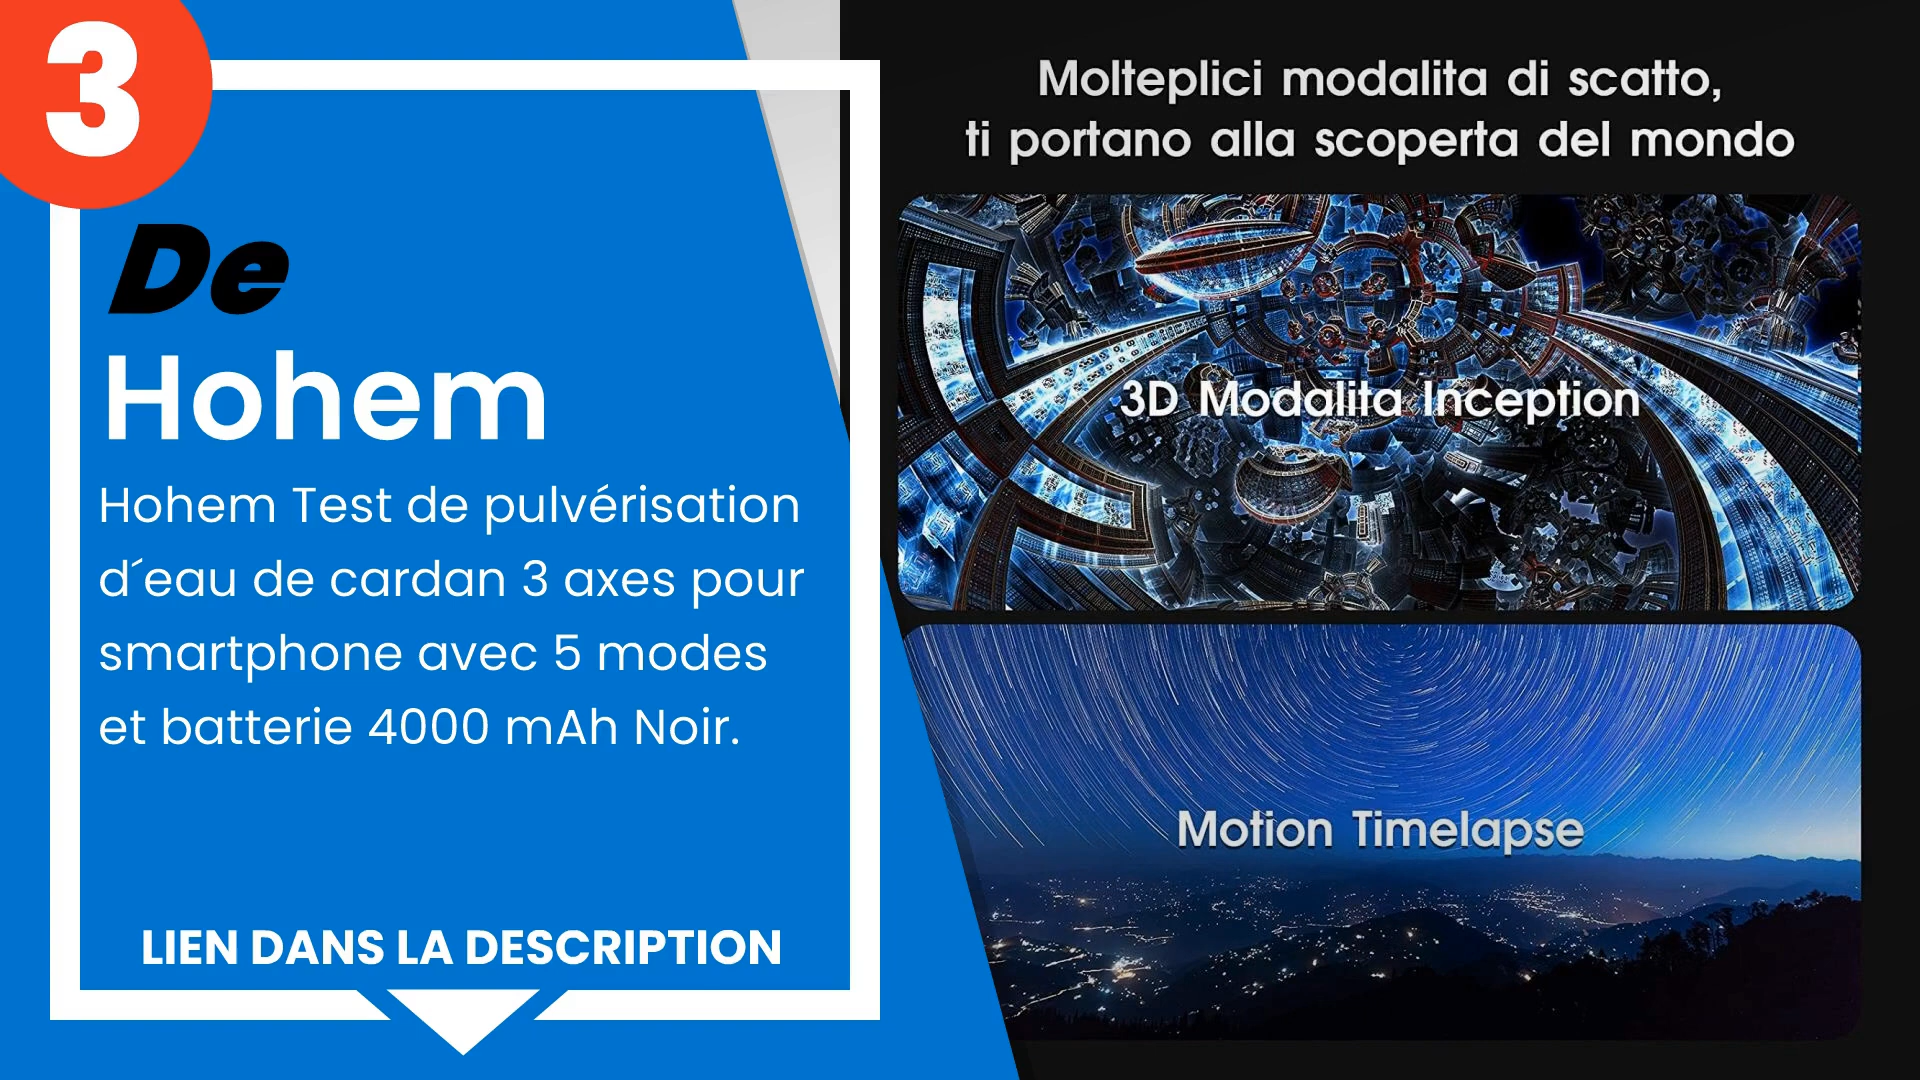 3
De
Hohem
Hohem Test de pulvérisation
d´eau de cardan 3 axes pour
smartphone avec 5 modes
et batterie 4000 mAh Noir.
LIEN DANS LA DESCRIPTION
Molteplici modalita di scatto,
ti portano alla scoperta del mondo
3D Modalita Inception
Motion Timelapse